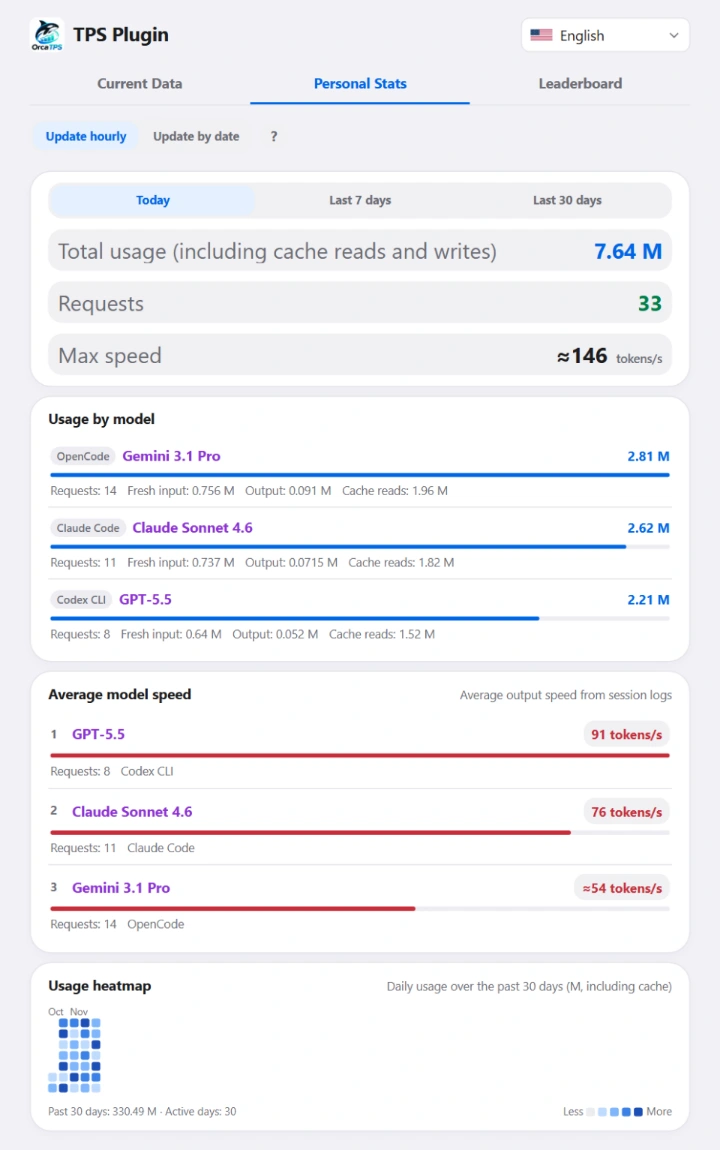 OrcaTPS
TPS Plugin
English
Current Data Personal Stats Leaderboard
Update hourly Update by date ?
Today Last 7 days Last 30 days
Total usage (including cache reads and writes) 7.64 M
Requests 33
Max speed ≈146 tokens/s
Usage by model
OpenCode Gemini 3.1 Pro 2.81 M
Requests: 14 Fresh input: 0.756 M Output: 0.091 M Cache reads: 1.96 M
Claude Code Claude Sonnet 4.6 2.62 M
Requests: 11 Fresh input: 0.737 M Output: 0.0715 M Cache reads: 1.82 M
Codex CLI GPT-5.5 2.21 M
Requests: 8 Fresh input: 0.64 M Output: 0.052 M Cache reads: 1.52 M
Average model speed Average output speed from session logs
1 GPT-5.5 91 tokens/s
Requests: 8 Codex CLI
2 Claude Sonnet 4.6 76 tokens/s
Requests: 11 Claude Code
3 Gemini 3.1 Pro ≈54 tokens/s
Requests: 14 OpenCode
Usage heatmap Daily usage over the past 30 days (M, including cache)
Oct Nov
Past 30 days: 330.49 M · Active days: 30 Less More